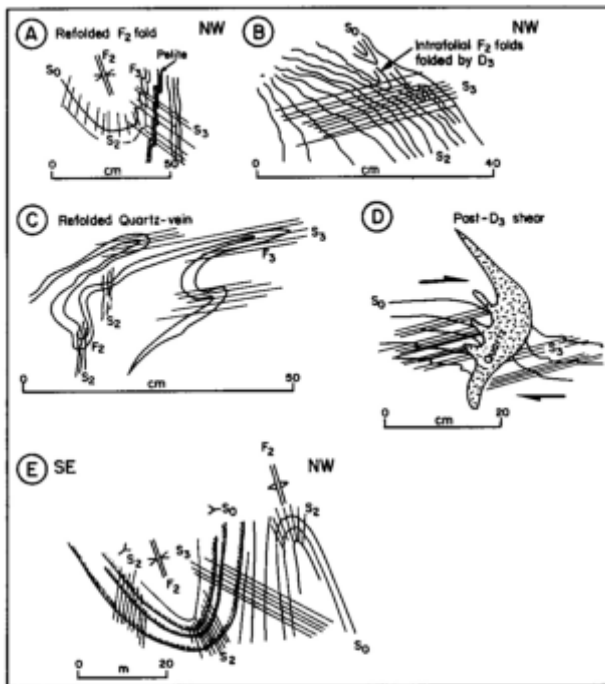 A Refolded F2 fold NW
F2
S0
F3
Pelite
S2
S3
0 cm 50
B NW
S0
Intrafolial F2 folds
folded by D3
S3
S2
0 cm 40
C Refolded Quartz-vein
S3
F3
S2
F2
S2
0 cm 50
D Post-D3 shear
S0
S3
0 cm 20
E SE NW
F2
S2
S0
S3
S2
F2
S2
S0
0 m 20